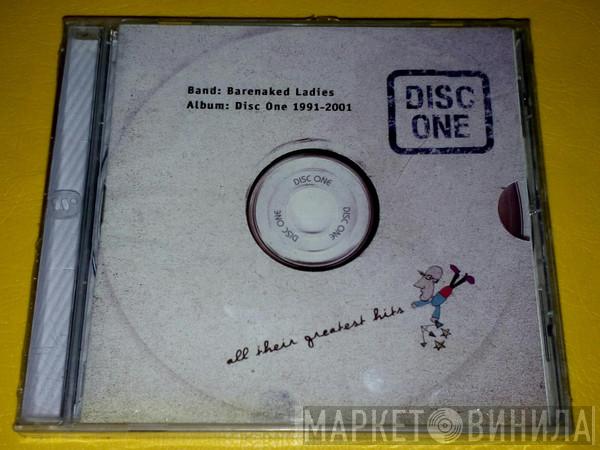 Band: Barenaked Ladies
Album: Disc One 1991-2001
DISC
ONE
DISC ONE
DISC ONE
DISC ONE
all their greatest hits
МАРКЕТ ВИНИЛА